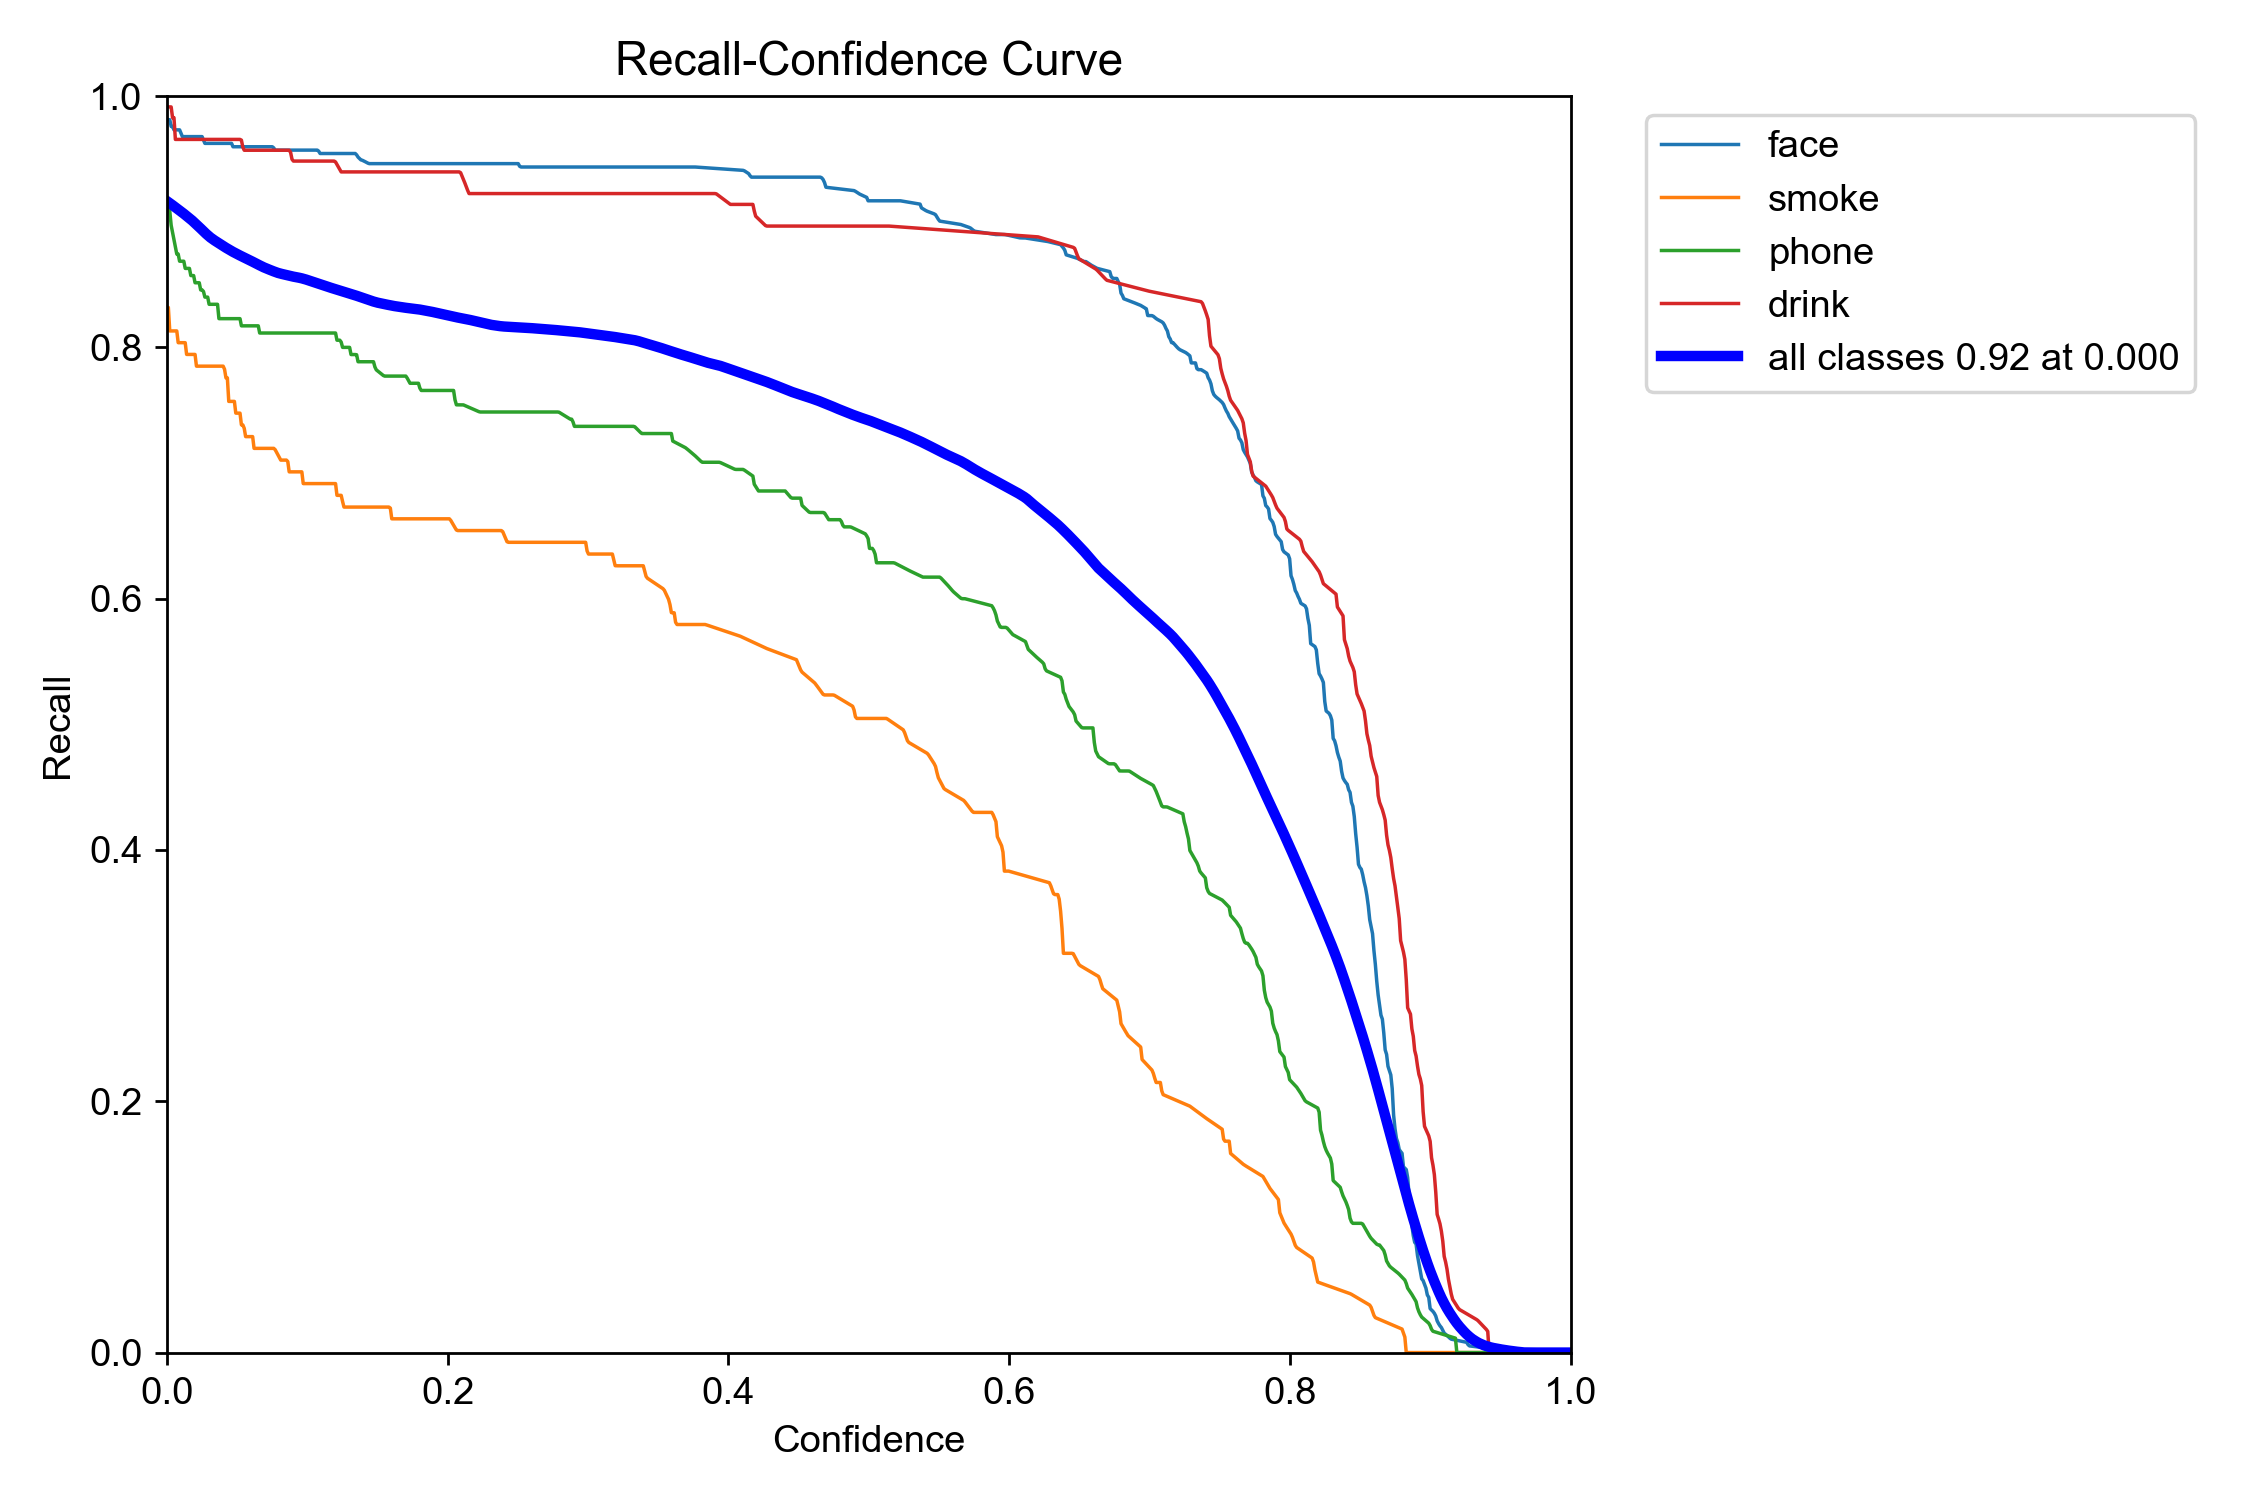 Recall-Confidence Curve
1.0
0.8
0.6
0.4
0.2
0.0
Recall
0.0 0.2 0.4 0.6 0.8 1.0
Confidence
face
smoke
phone
drink
all classes 0.92 at 0.000